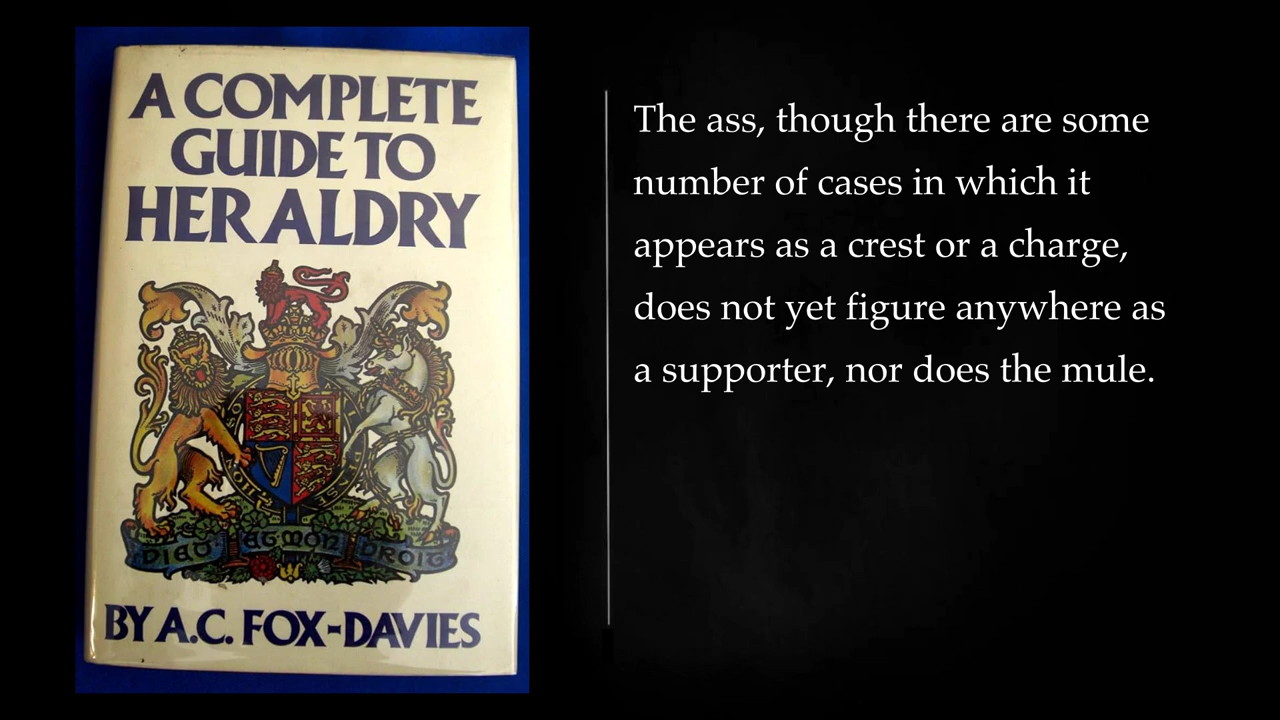 A COMPLETE
GUIDE TO
HERALDRY
DIEU ET MON DROIT
BY A.C. FOX-DAVIES
The ass, though there are some
number of cases in which it
appears as a crest or a charge,
does not yet figure anywhere as
a supporter, nor does the mule.